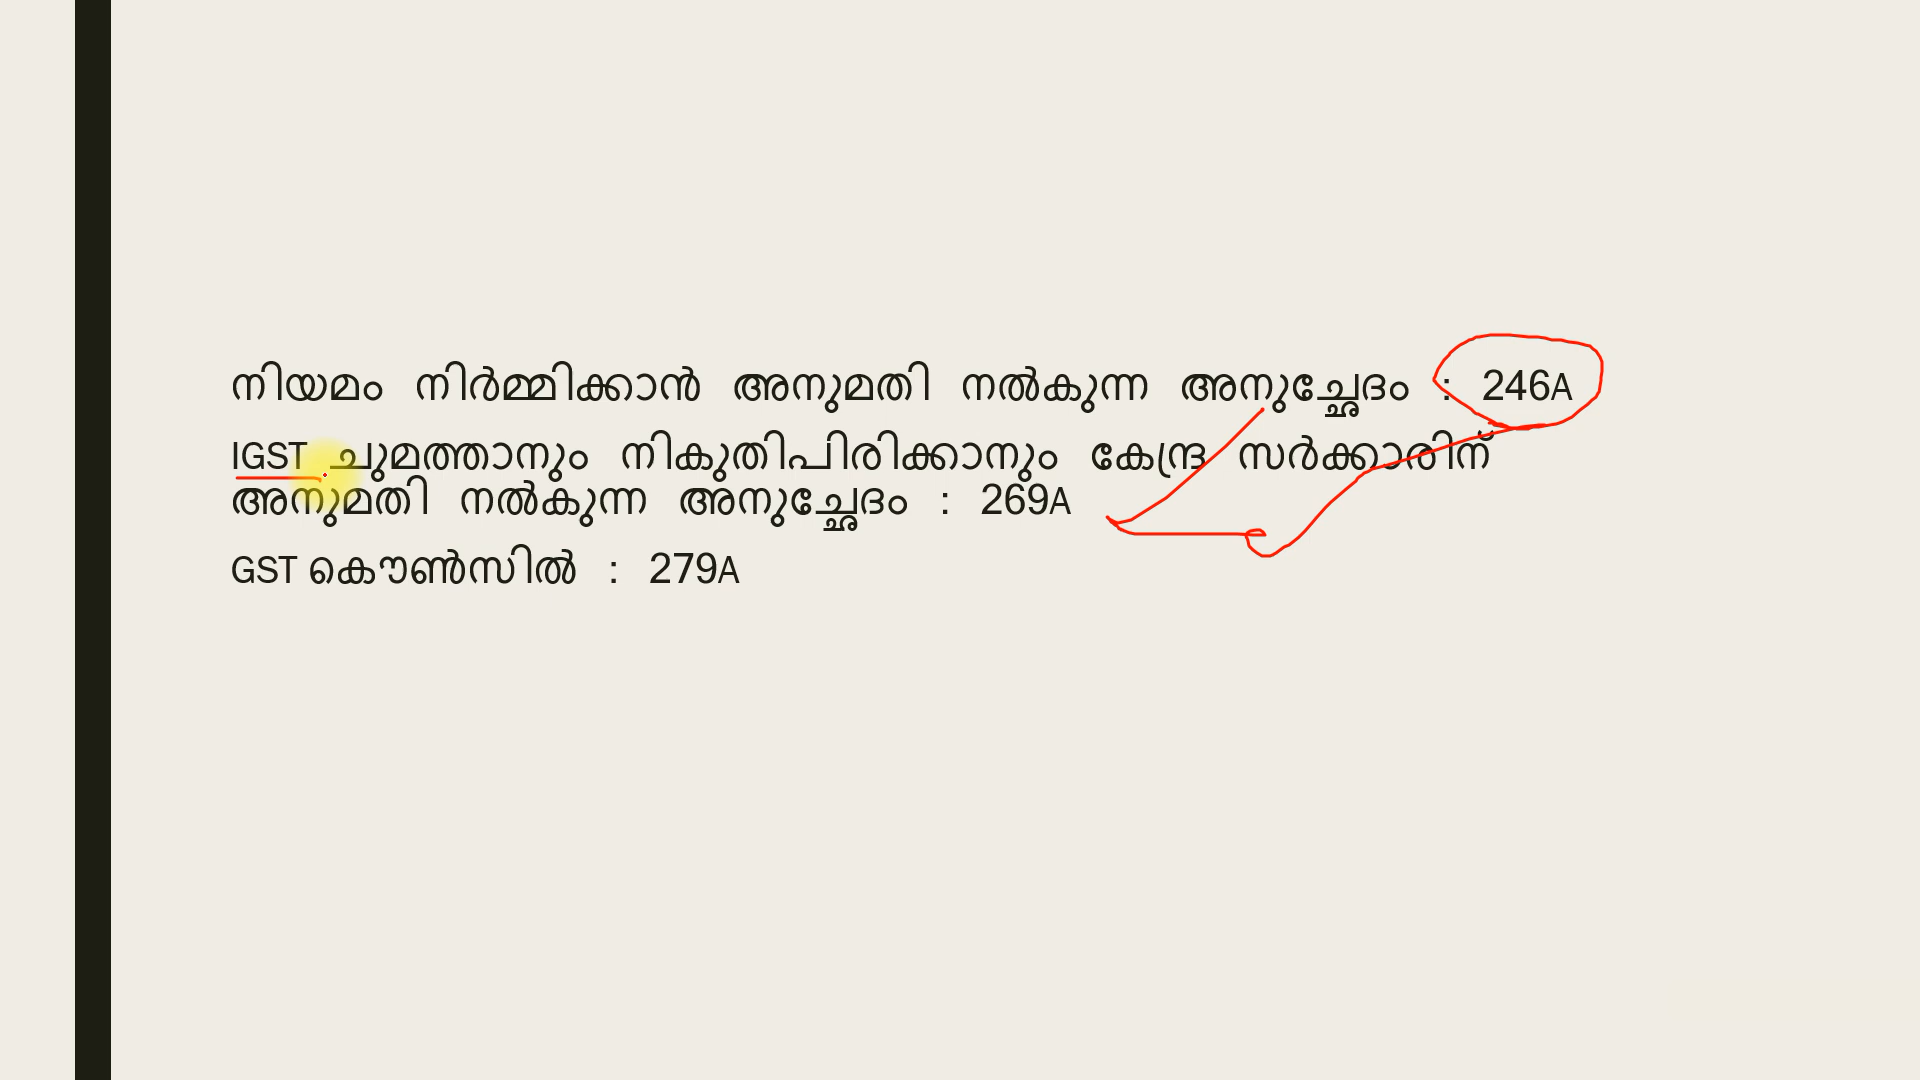 നിയമം നിർമ്മിക്കാൻ അനുമതി നൽകുന്ന അനുച്ഛേദം : 246A
IGST ചുമത്താനും നികുതിപിരിക്കാനും കേന്ദ്ര സർക്കാരിന്
അനുമതി നൽകുന്ന അനുച്ഛേദം : 269A
GST കൌൺസിൽ : 279A